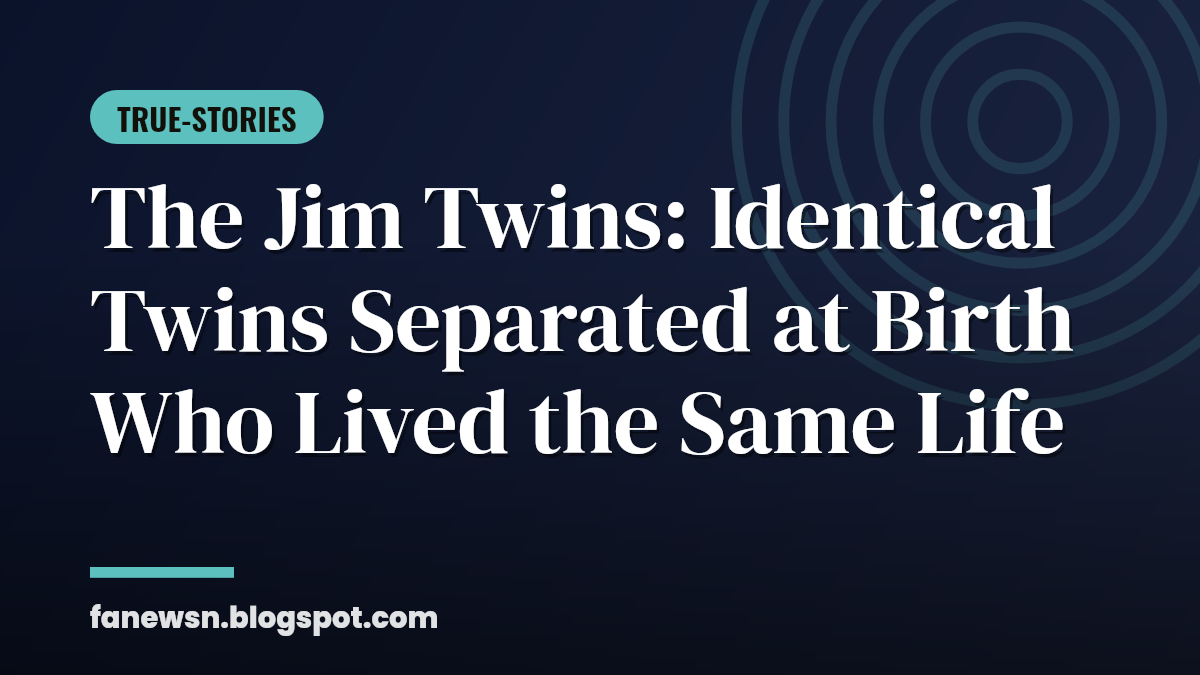 TRUE-STORIES
The Jim Twins: Identical
Twins Separated at Birth
Who Lived the Same Life
fanewsn.blogspot.com